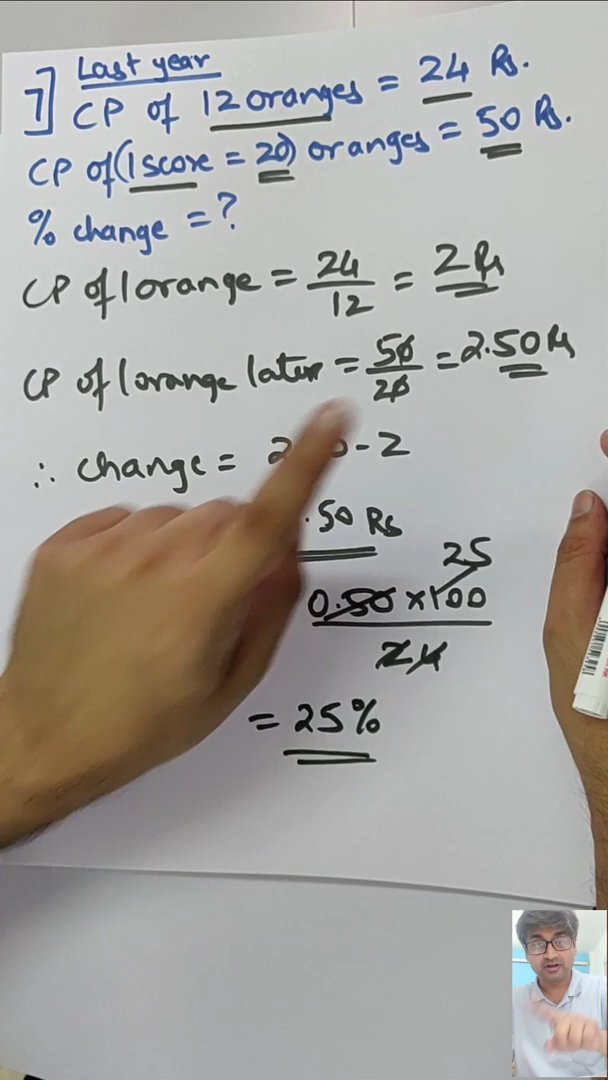 7] Last year
CP of 12 oranges = 24 Rs.
CP of (1 score = 20) oranges = 50 Rs.
% change = ?
CP of 1 orange = 24/12 = 2 Rs
CP of 1 orange later = 50/20 = 2.50 Rs
∴ change = - 2
.50 Rs
25
0.50 × 100
2 4
= 25%